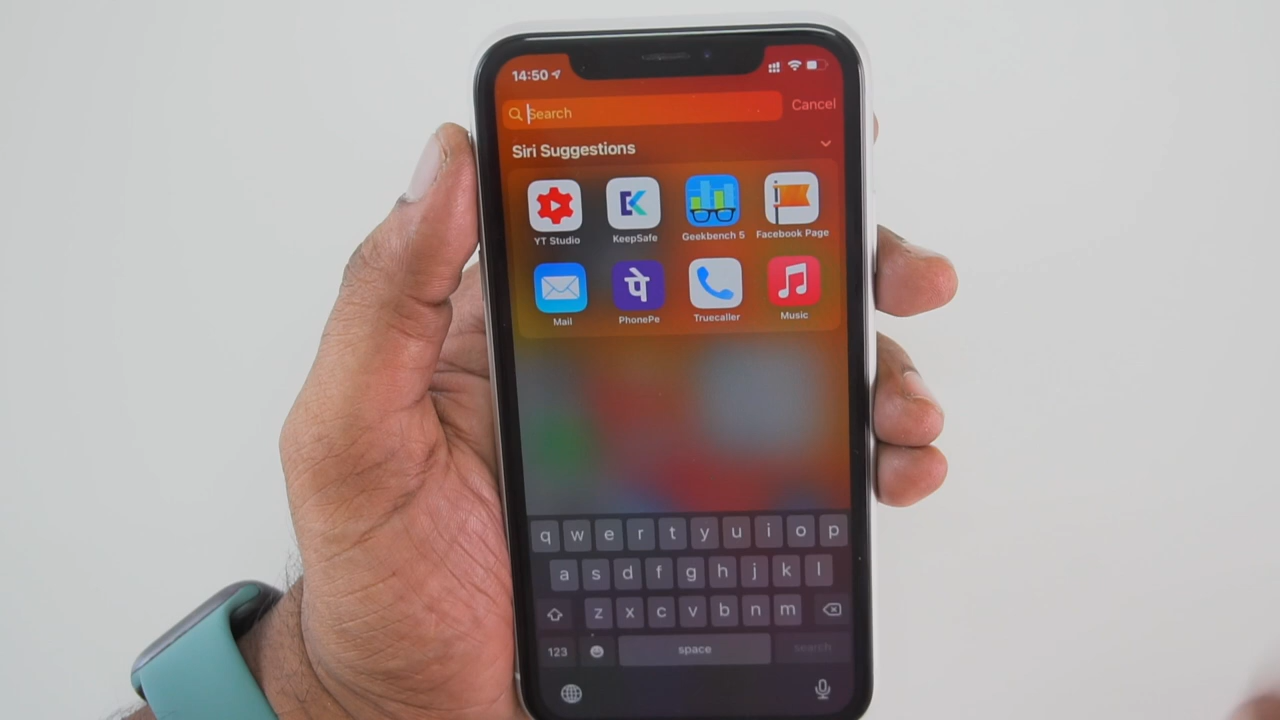 14:50
Search
Cancel
Siri Suggestions
YT Studio
KeepSafe
Geekbench 5
Facebook Page
पे
Mail
PhonePe
Truecaller
Music
q w e r t y u i o p
a s d f g h j k l
z x c v b n m
123
space
search